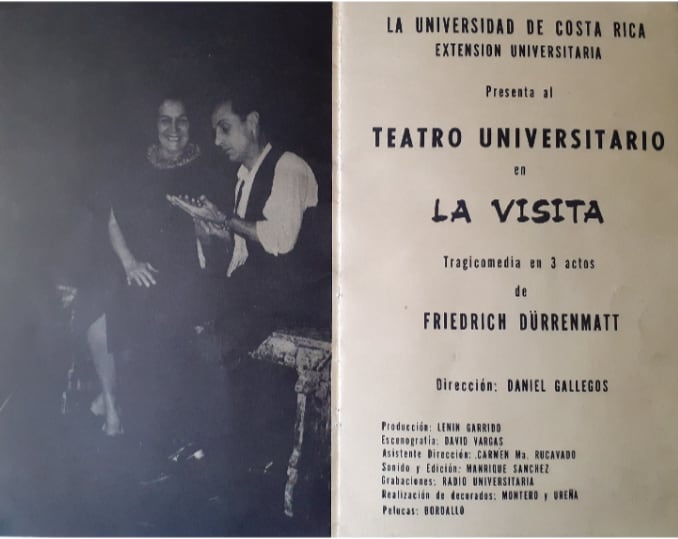 LA UNIVERSIDAD DE COSTA RICA
EXTENSION UNIVERSITARIA
Presenta al
TEATRO UNIVERSITARIO
en
LA VISITA
Tragicomedia en 3 actos
de
FRIEDRICH DÜRRENMATT
Dirección: DANIEL GALLEGOS
Producción: LENIN GARRIDO
Escenografía: DAVID VARGAS
Asistente Dirección: .CARMEN Ma. RUCAVADO
Sonido y Edición: MANRIQUE SANCHEZ
Grabaciones: RADIO UNIVERSITARIA
Realización de decorados: MONTERO y UREÑA
Pelucas: BORDALLO